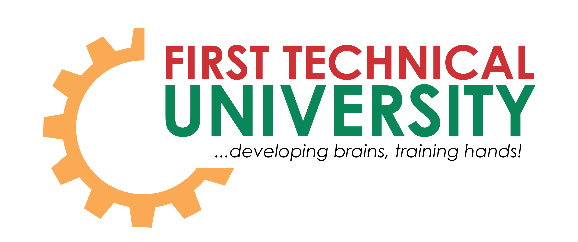 FIRST TECHNICAL
UNIVERSITY
...developing brains, training hands!